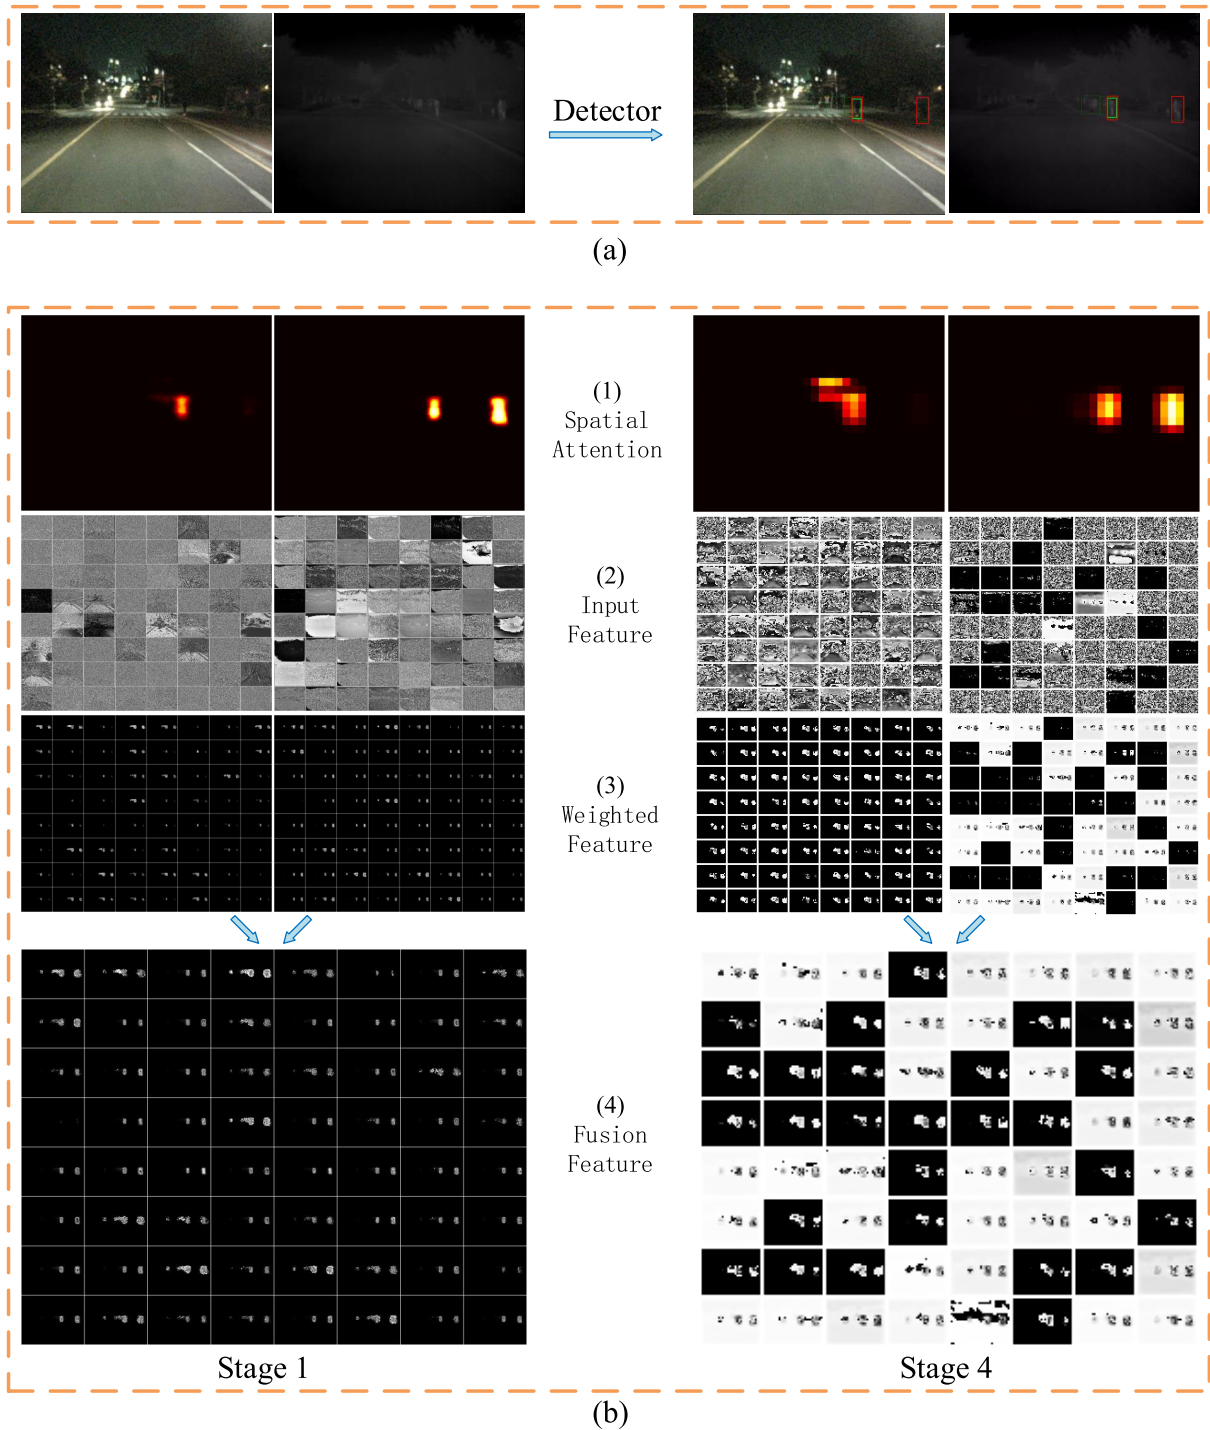 Detector
(a)
(1)
Spatial
Attention
(2)
Input
Feature
(3)
Weighted
Feature
(4)
Fusion
Feature
Stage 1
Stage 4
(b)